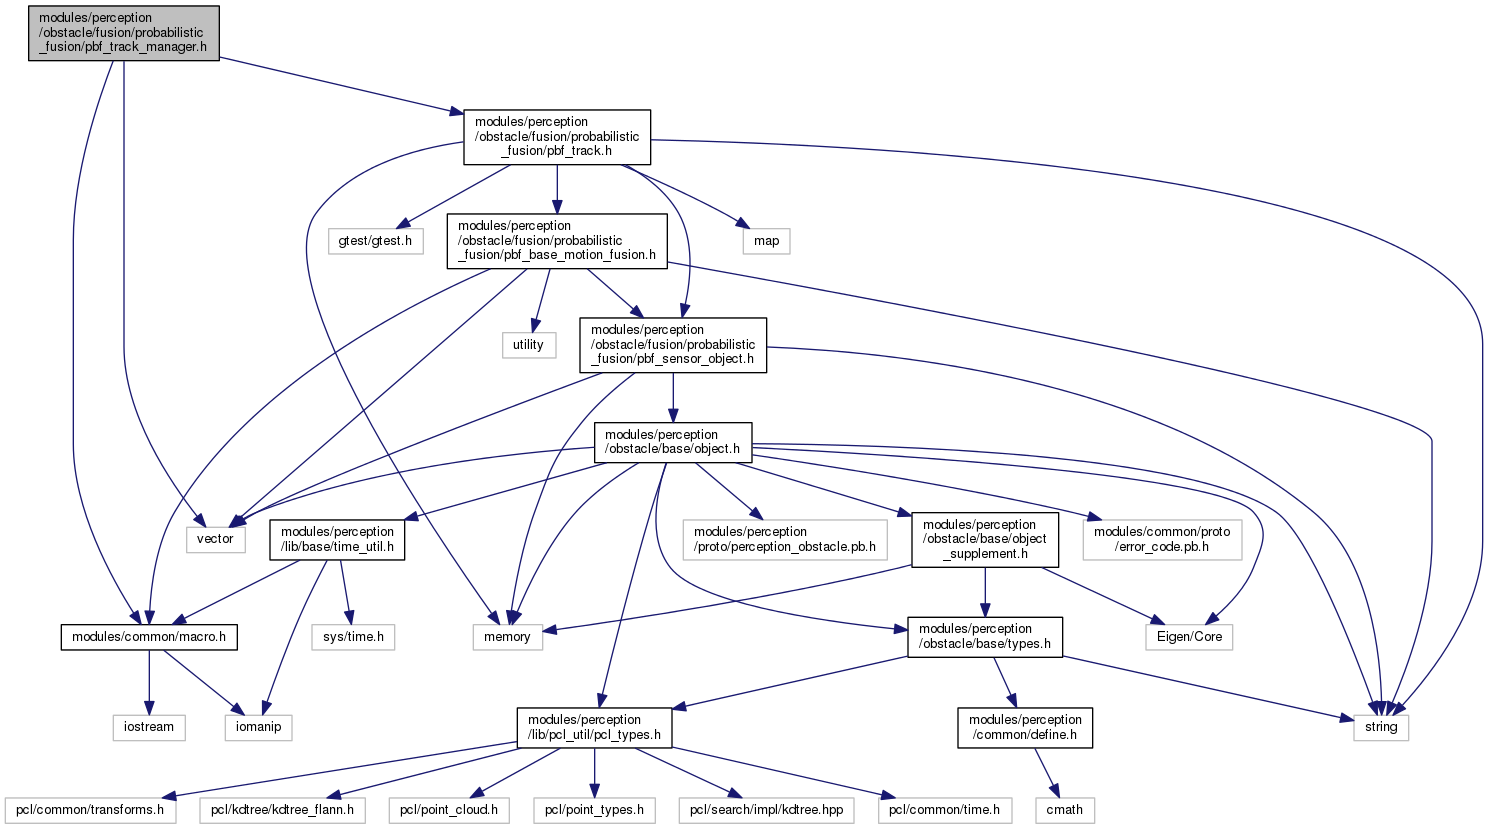 modules/perception
/obstacle/fusion/probabilistic
_fusion/pbf_track_manager.h
modules/perception
/obstacle/fusion/probabilistic
_fusion/pbf_track.h
gtest/gtest.h
modules/perception
/obstacle/fusion/probabilistic
_fusion/pbf_base_motion_fusion.h
map
utility
modules/perception
/obstacle/fusion/probabilistic
_fusion/pbf_sensor_object.h
modules/perception
/obstacle/base/object.h
vector
modules/perception
/lib/base/time_util.h
modules/perception
/proto/perception_obstacle.pb.h
modules/perception
/obstacle/base/object
_supplement.h
modules/common/proto
/error_code.pb.h
modules/common/macro.h
sys/time.h
memory
modules/perception
/obstacle/base/types.h
Eigen/Core
iostream
iomanip
modules/perception
/lib/pcl_util/pcl_types.h
modules/perception
/common/define.h
string
pcl/common/transforms.h
pcl/kdtree/kdtree_flann.h
pcl/point_cloud.h
pcl/point_types.h
pcl/search/impl/kdtree.hpp
pcl/common/time.h
cmath